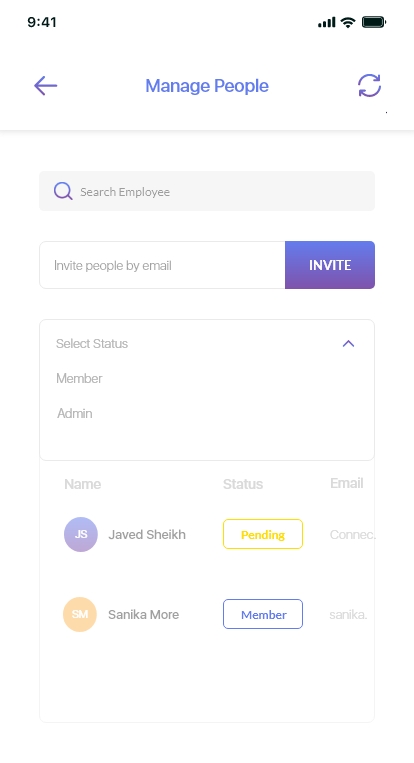 9:41
Manage People
Search Employee
Invite people by email INVITE
Select Status
Member
Admin
Name Status Email
JS Javed Sheikh Pending Connec.
SM Sanika More Member sanika.